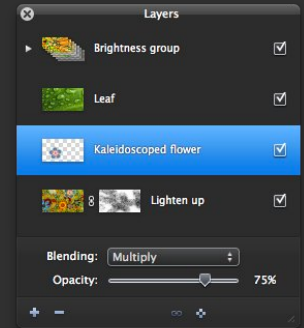 Layers
Brightness group
Leaf
Kaleidoscoped flower
Lighten up
Blending: Multiply
Opacity: 75%